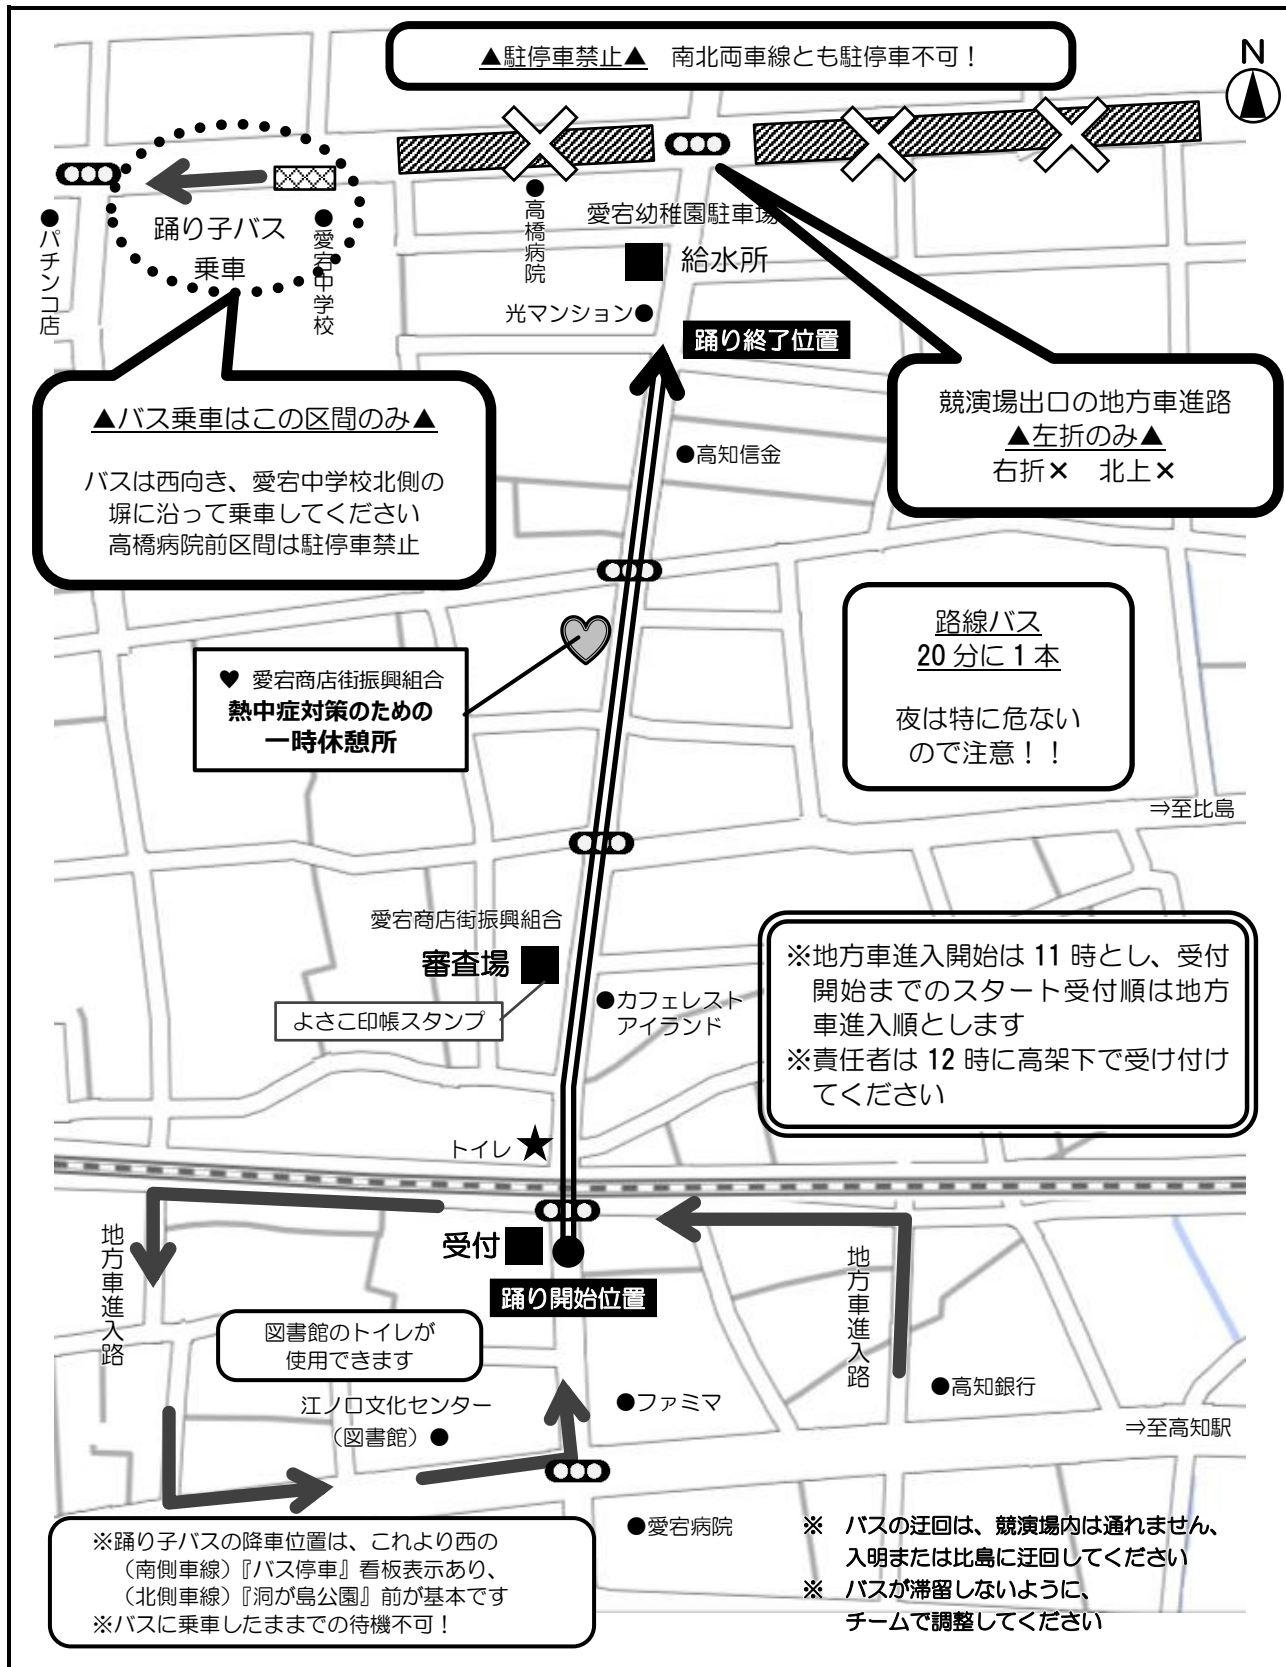 ▲駐停車禁止▲ 南北両車線とも駐停車不可！
N
踊り子バス
乗車
パチンコ店
愛宕中学校
高橋病院
愛宕幼稚園駐車場
給水所
光マンション
踊り終了位置
▲バス乗車はこの区間のみ▲
バスは西向き、愛宕中学校北側の
塀に沿って乗車してください
高橋病院前区間は駐停車禁止
競演場出口の地方車進路
▲左折のみ▲
右折× 北上×
高知信金
路線バス
20分に1本
夜は特に危ない
ので注意！！
♥ 愛宕商店街振興組合
熱中症対策のための
一時休憩所
⇒至比島
愛宕商店街振興組合
審査場
よさこ印帳スタンプ
カフェレスト
アイランド
※地方車進入開始は11時とし、受付
開始までのスタート受付順は地方
車進入順とします
※責任者は12時に高架下で受け付け
てください
トイレ★
受付
踊り開始位置
地方車進入路
地方車進入路
図書館のトイレが
使用できます
江ノ口文化センター
（図書館）
ファミマ
高知銀行
⇒至高知駅
愛宕病院
※踊り子バスの降車位置は、これより西の
（南側車線）『バス停車』看板表示あり、
（北側車線）『洞が島公園』前が基本です
※バスに乗車したままでの待機不可！
※ バスの迂回は、競演場内は通れません、
入明または比島に迂回してください
※ バスが滞留しないように、
チームで調整してください